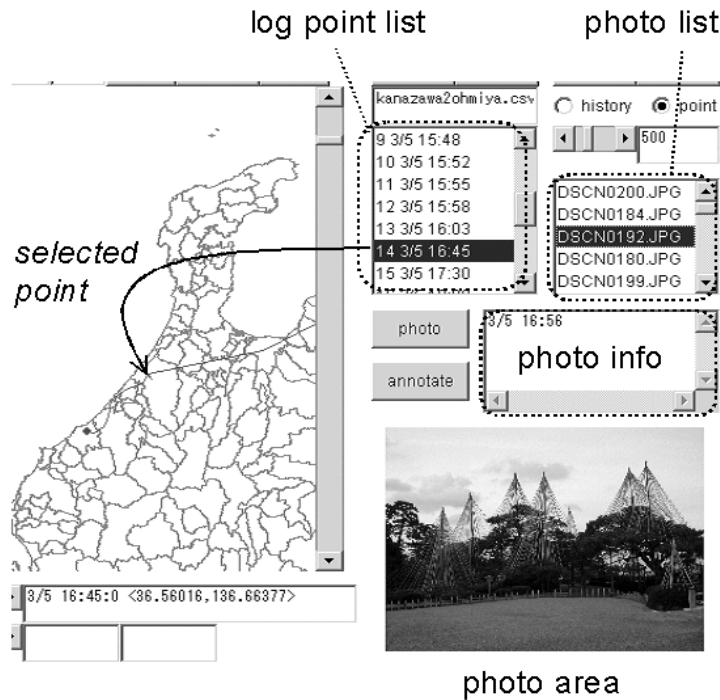 log point list
photo list
kanazawa2ohmiya.csv
history
point
500
9 3/5 15:48
10 3/5 15:52
11 3/5 15:55
12 3/5 15:58
13 3/5 16:03
14 3/5 16:45
15 3/5 17:30
DSCN0200.JPG
DSCN0184.JPG
DSCN0192.JPG
DSCN0180.JPG
DSCN0199.JPG
selected
point
photo
annotate
3/5 16:56
photo info
3/5 16:45:0 <36.56016,136.66377>
photo area